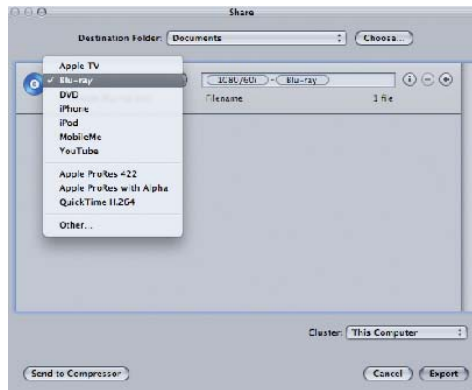 Share
Destination Folder: Documents
Choose...
Apple TV
✓ Blu-ray
DVD
iPhone
iPod
MobileMe
YouTube
Apple ProRes 422
Apple ProRes with Alpha
QuickTime H.264
Other...
1080/60i - Blu-ray
Filename 1 file
Cluster: This Computer
Send to Compressor Cancel Export